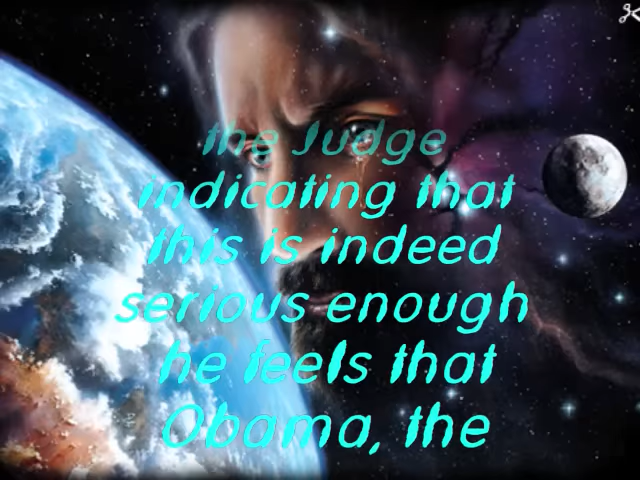 the Judge
indicating that
this is indeed
serious enough
he feels that
Obama, the